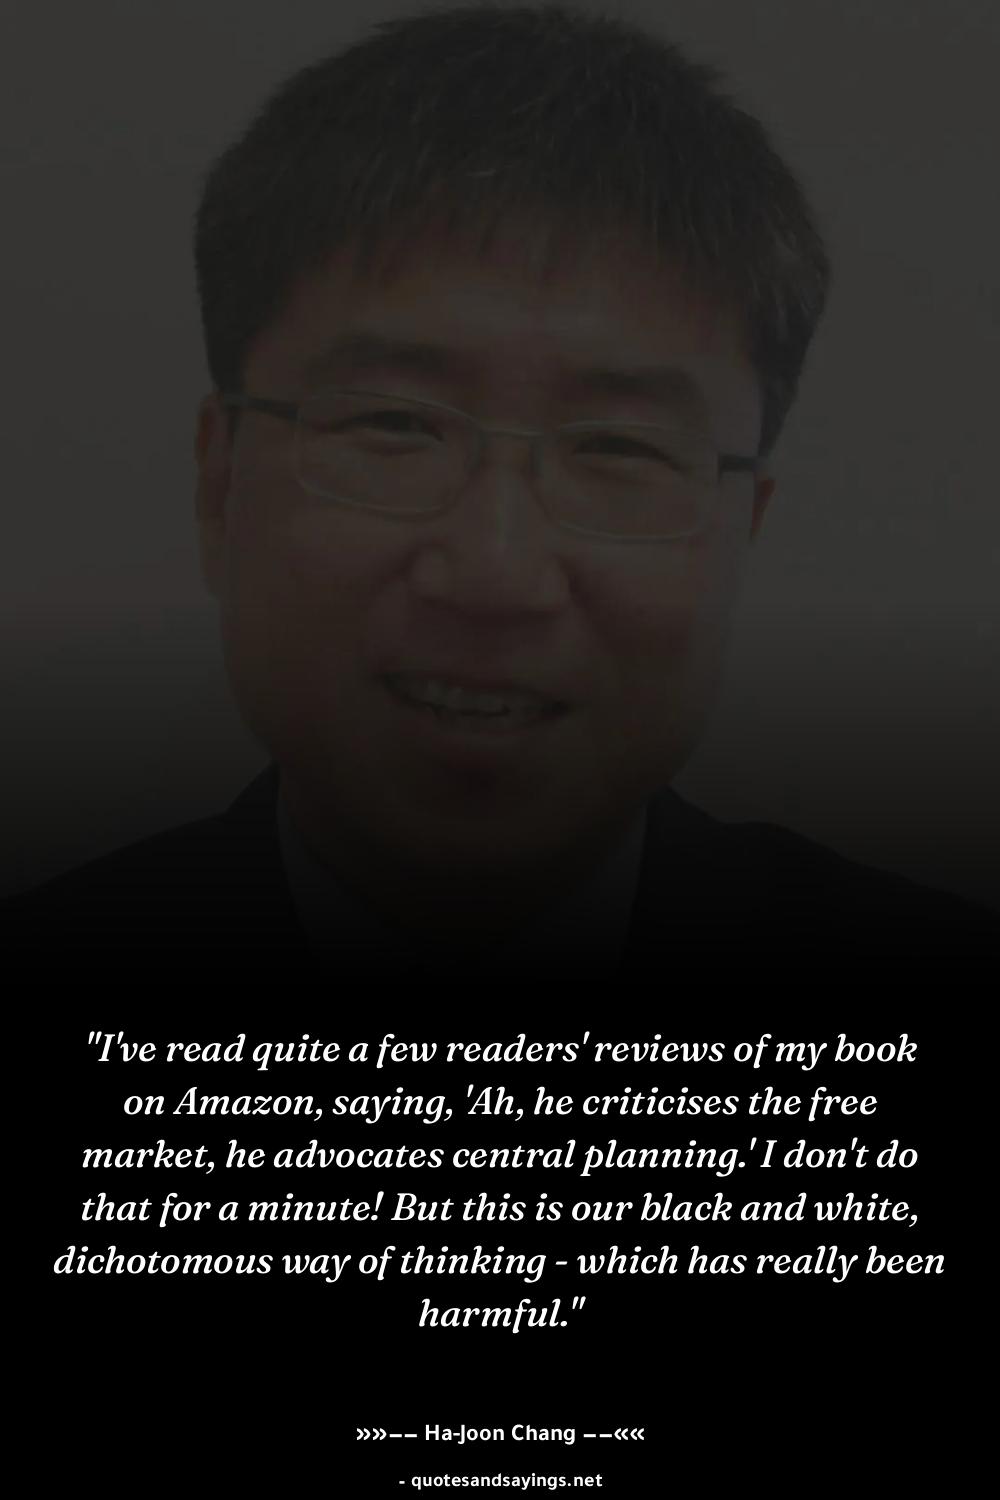 "I've read quite a few readers' reviews of my book
on Amazon, saying, 'Ah, he criticises the free
market, he advocates central planning.' I don't do
that for a minute! But this is our black and white,
dichotomous way of thinking - which has really been
harmful."
»»−− Ha-Joon Chang −−««
- quotesandsayings.net